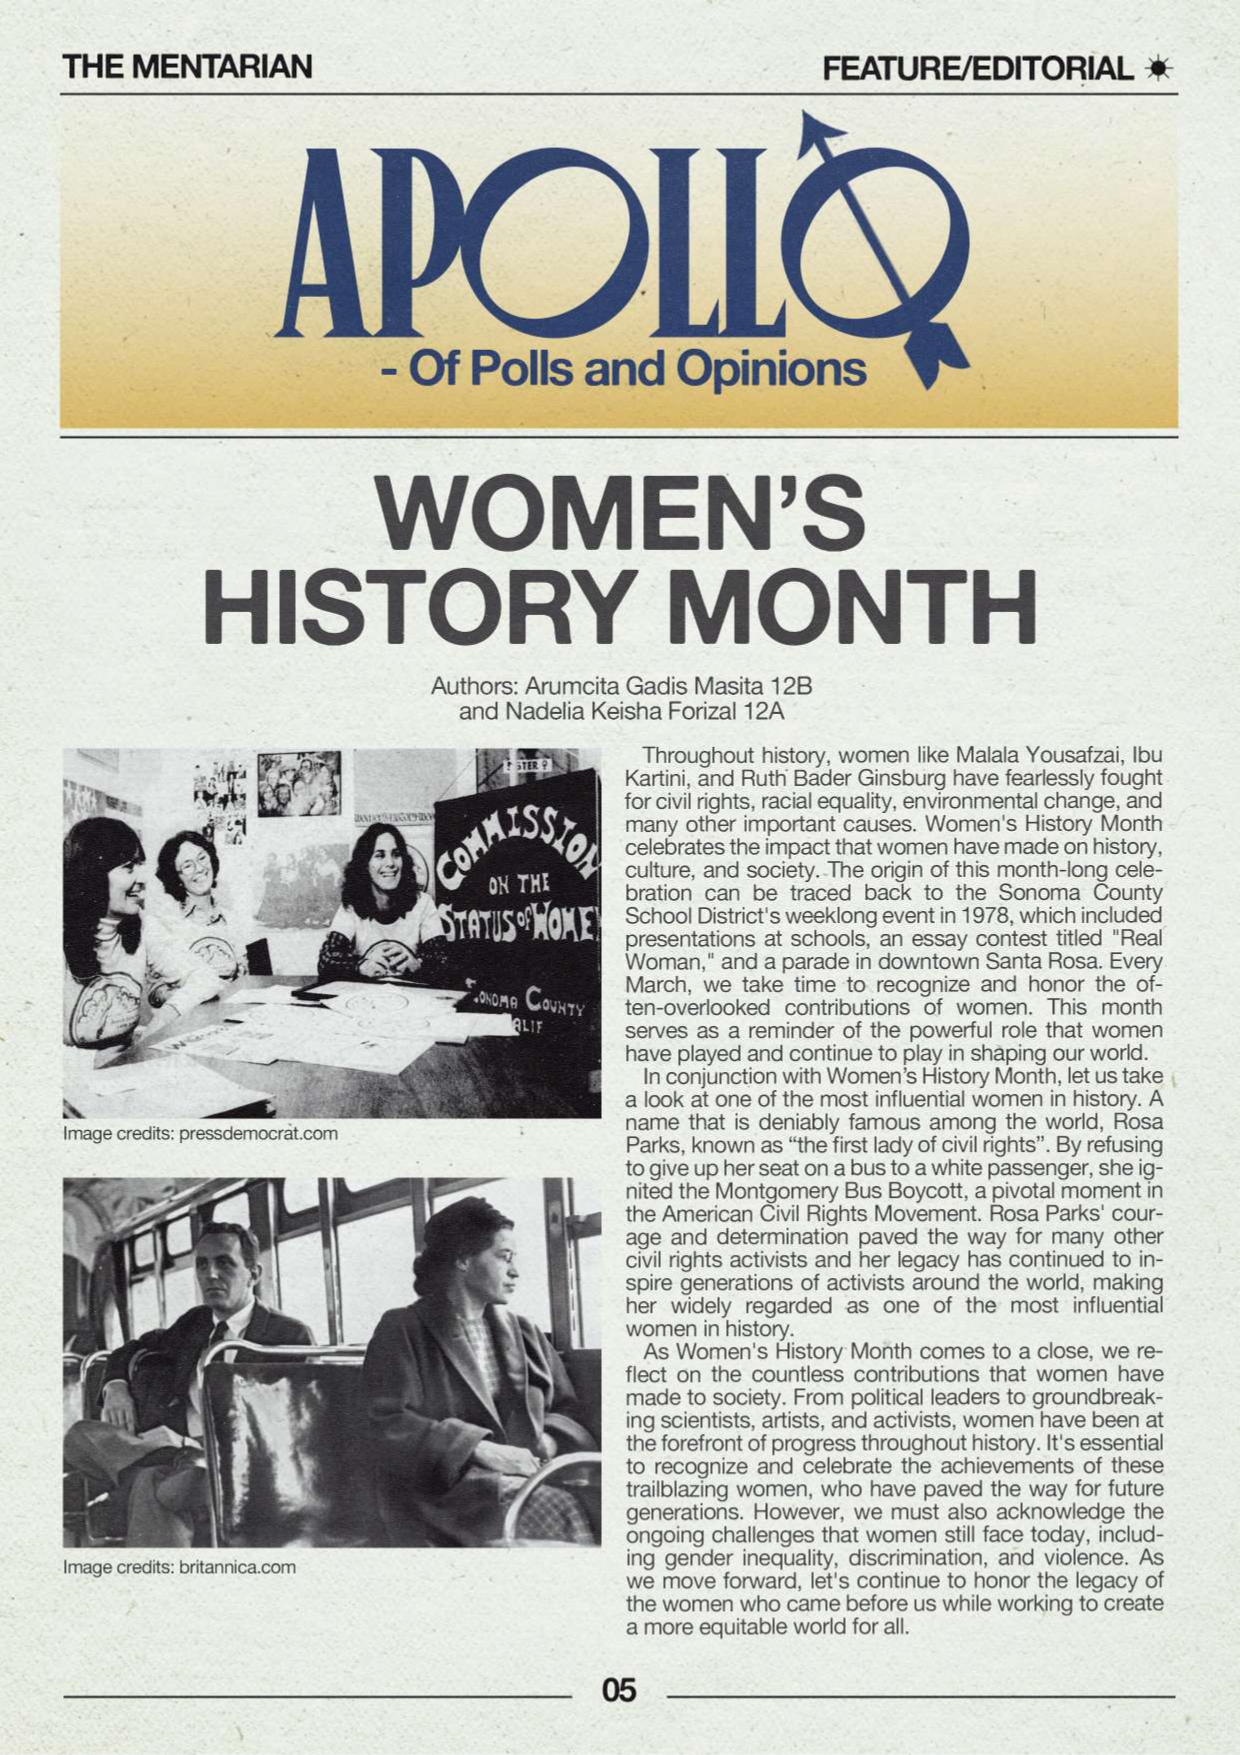 THE MENTARIAN
FEATURE/EDITORIAL
APOLLO
- Of Polls and Opinions
WOMEN'S
HISTORY MONTH
Authors: Arumcita Gadis Masita 12B
and Nadelia Keisha Forizal 12A
COMMISSION
ON THE
STATUS OF WOME
SONOMA COUNTY
CALIF
Image credits: pressdemocrat.com
Image credits: britannica.com
Throughout history, women like Malala Yousafzai, Ibu
Kartini, and Ruth Bader Ginsburg have fearlessly fought
for civil rights, racial equality, environmental change, and
many other important causes. Women's History Month
celebrates the impact that women have made on history,
culture, and society. The origin of this month-long cele-
bration can be traced back to the Sonoma County
School District's weeklong event in 1978, which included
presentations at schools, an essay contest titled "Real
Woman," and a parade in downtown Santa Rosa. Every
March, we take time to recognize and honor the of-
ten-overlooked contributions of women. This month
serves as a reminder of the powerful role that women
have played and continue to play in shaping our world.
In conjunction with Women's History Month, let us take
a look at one of the most influential women in history. A
name that is deniably famous among the world, Rosa
Parks, known as “the first lady of civil rights”. By refusing
to give up her seat on a bus to a white passenger, she ig-
nited the Montgomery Bus Boycott, a pivotal moment in
the American Civil Rights Movement. Rosa Parks' cour-
age and determination paved the way for many other
civil rights activists and her legacy has continued to in-
spire generations of activists around the world, making
her widely regarded as one of the most influential
women in history.
As Women's History Month comes to a close, we re-
flect on the countless contributions that women have
made to society. From political leaders to groundbreak-
ing scientists, artists, and activists, women have been at
the forefront of progress throughout history. It's essential
to recognize and celebrate the achievements of these
trailblazing women, who have paved the way for future
generations. However, we must also acknowledge the
ongoing challenges that women still face today, includ-
ing gender inequality, discrimination, and violence. As
we move forward, let's continue to honor the legacy of
the women who came before us while working to create
a more equitable world for all.
05